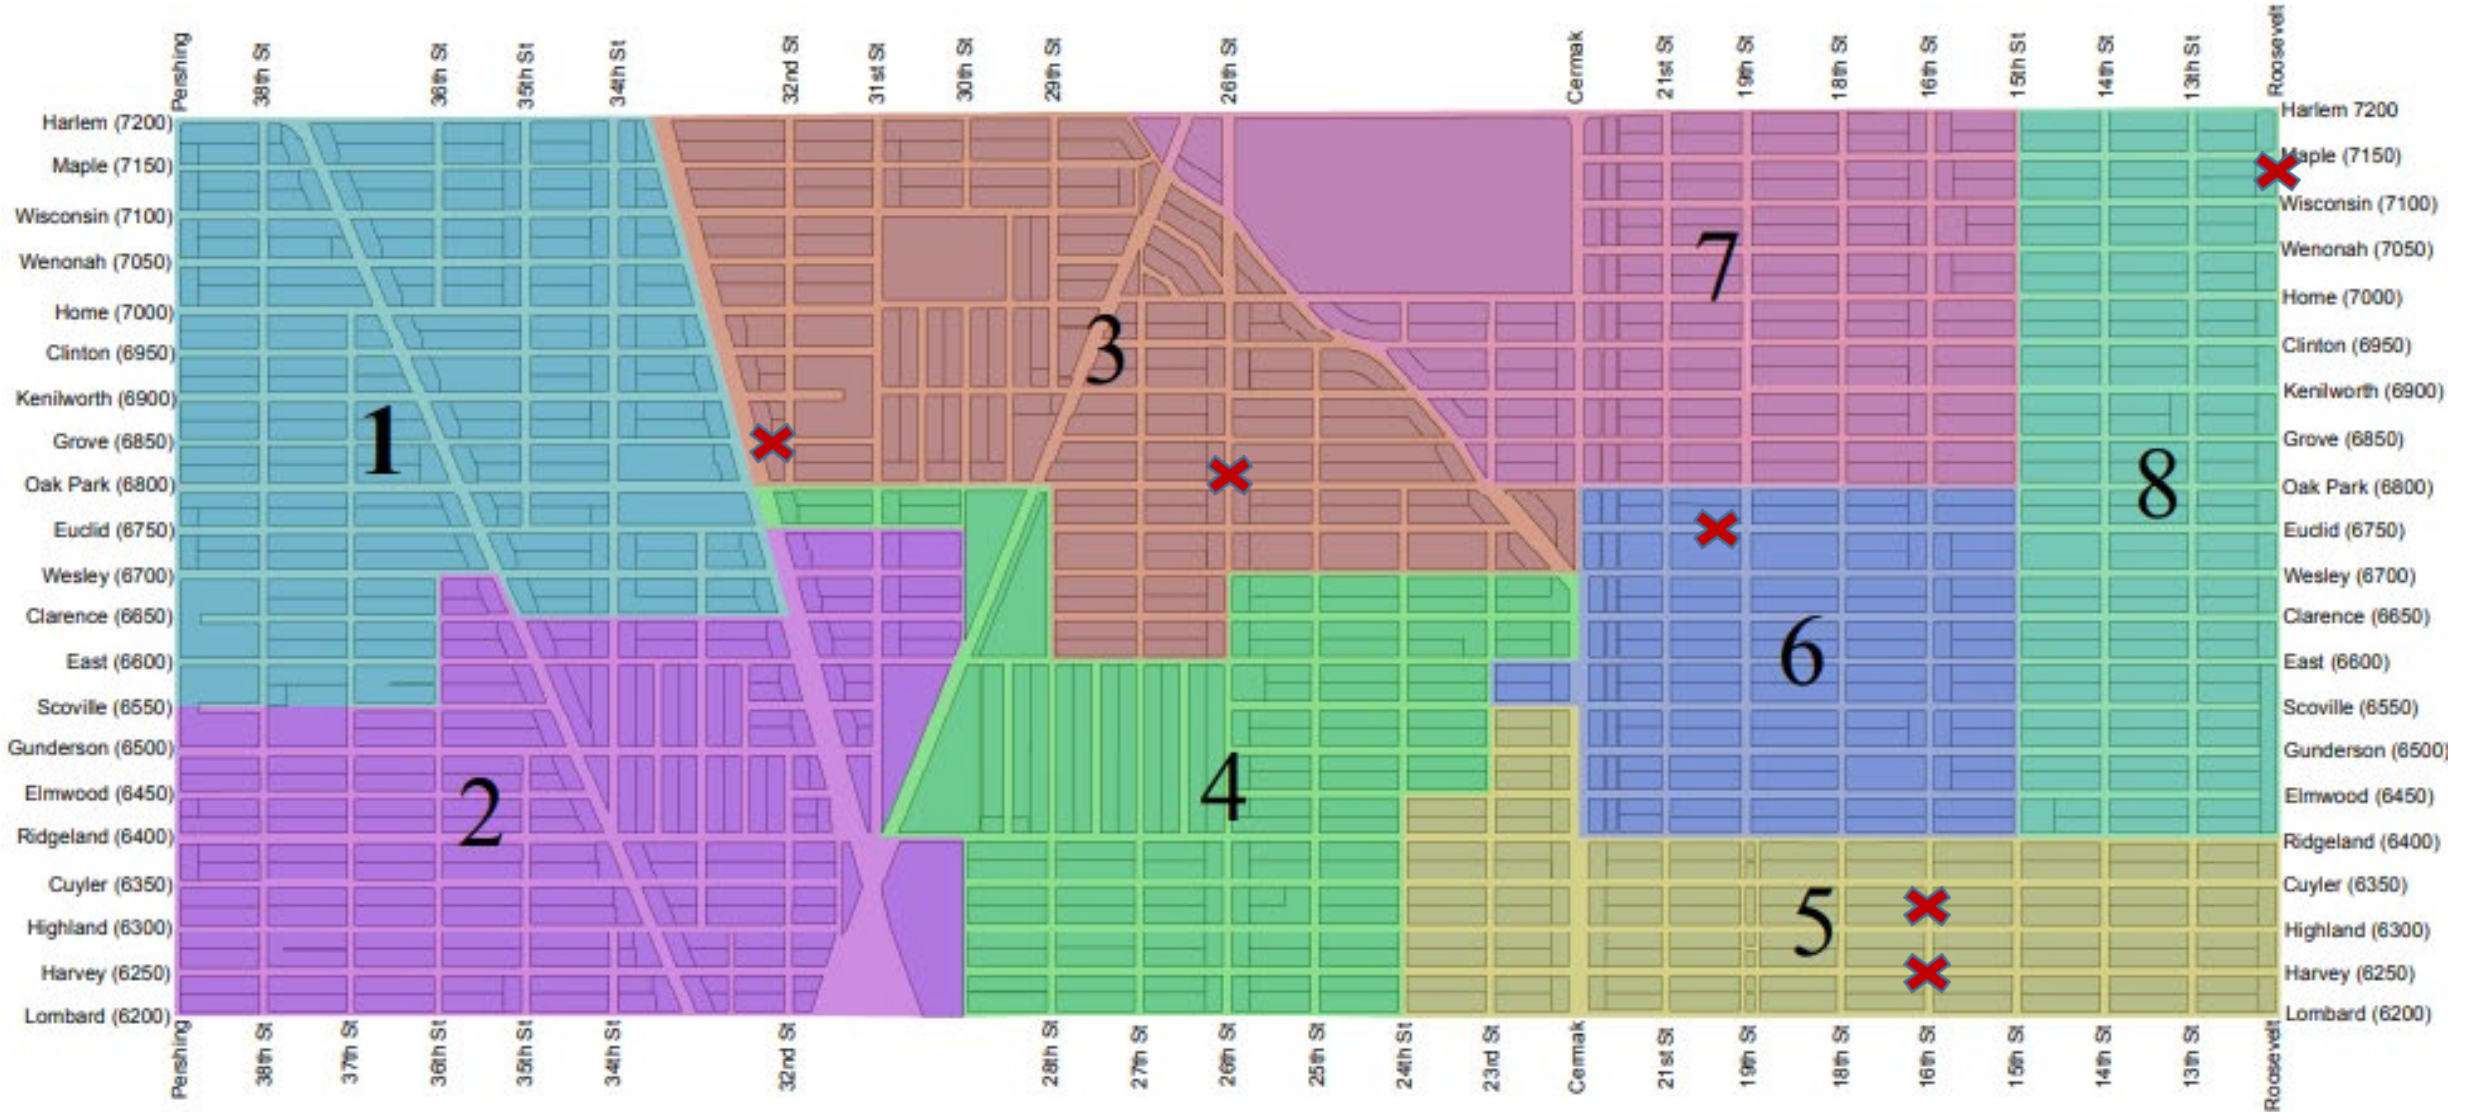 Pershing
38th St
36th St
35th St
34th St
32nd St
31st St
30th St
29th St
26th St
Cermak
21st St
19th St
18th St
16th St
15th St
14th St
13th St
Roosevelt
Harlem (7200)
Maple (7150)
Wisconsin (7100)
Wenonah (7050)
Home (7000)
Clinton (6950)
Kenilworth (6900)
Grove (6850)
Oak Park (6800)
Euclid (6750)
Wesley (6700)
Clarence (6650)
East (6600)
Scoville (6550)
Gunderson (6500)
Elmwood (6450)
Ridgeland (6400)
Cuyler (6350)
Highland (6300)
Harvey (6250)
Lombard (6200)
1
2
3
4
5
6
7
8
Harlem 7200
Maple (7150)
Wisconsin (7100)
Wenonah (7050)
Home (7000)
Clinton (6950)
Kenilworth (6900)
Grove (6850)
Oak Park (6800)
Euclid (6750)
Wesley (6700)
Clarence (6650)
East (6600)
Scoville (6550)
Gunderson (6500)
Elmwood (6450)
Ridgeland (6400)
Cuyler (6350)
Highland (6300)
Harvey (6250)
Lombard (6200)
Pershing
38th St
37th St
36th St
35th St
34th St
32nd St
28th St
27th St
26th St
25th St
24th St
23rd St
Cermak
21st St
19th St
18th St
16th St
15th St
14th St
13th St
Roosevelt